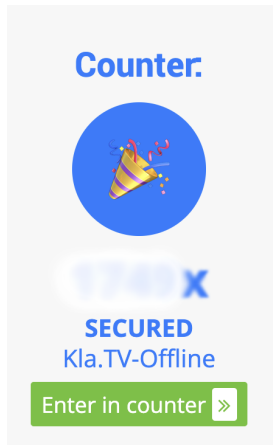 Counter:
x
SECURED
Kla.TV-Offline
Enter in counter »